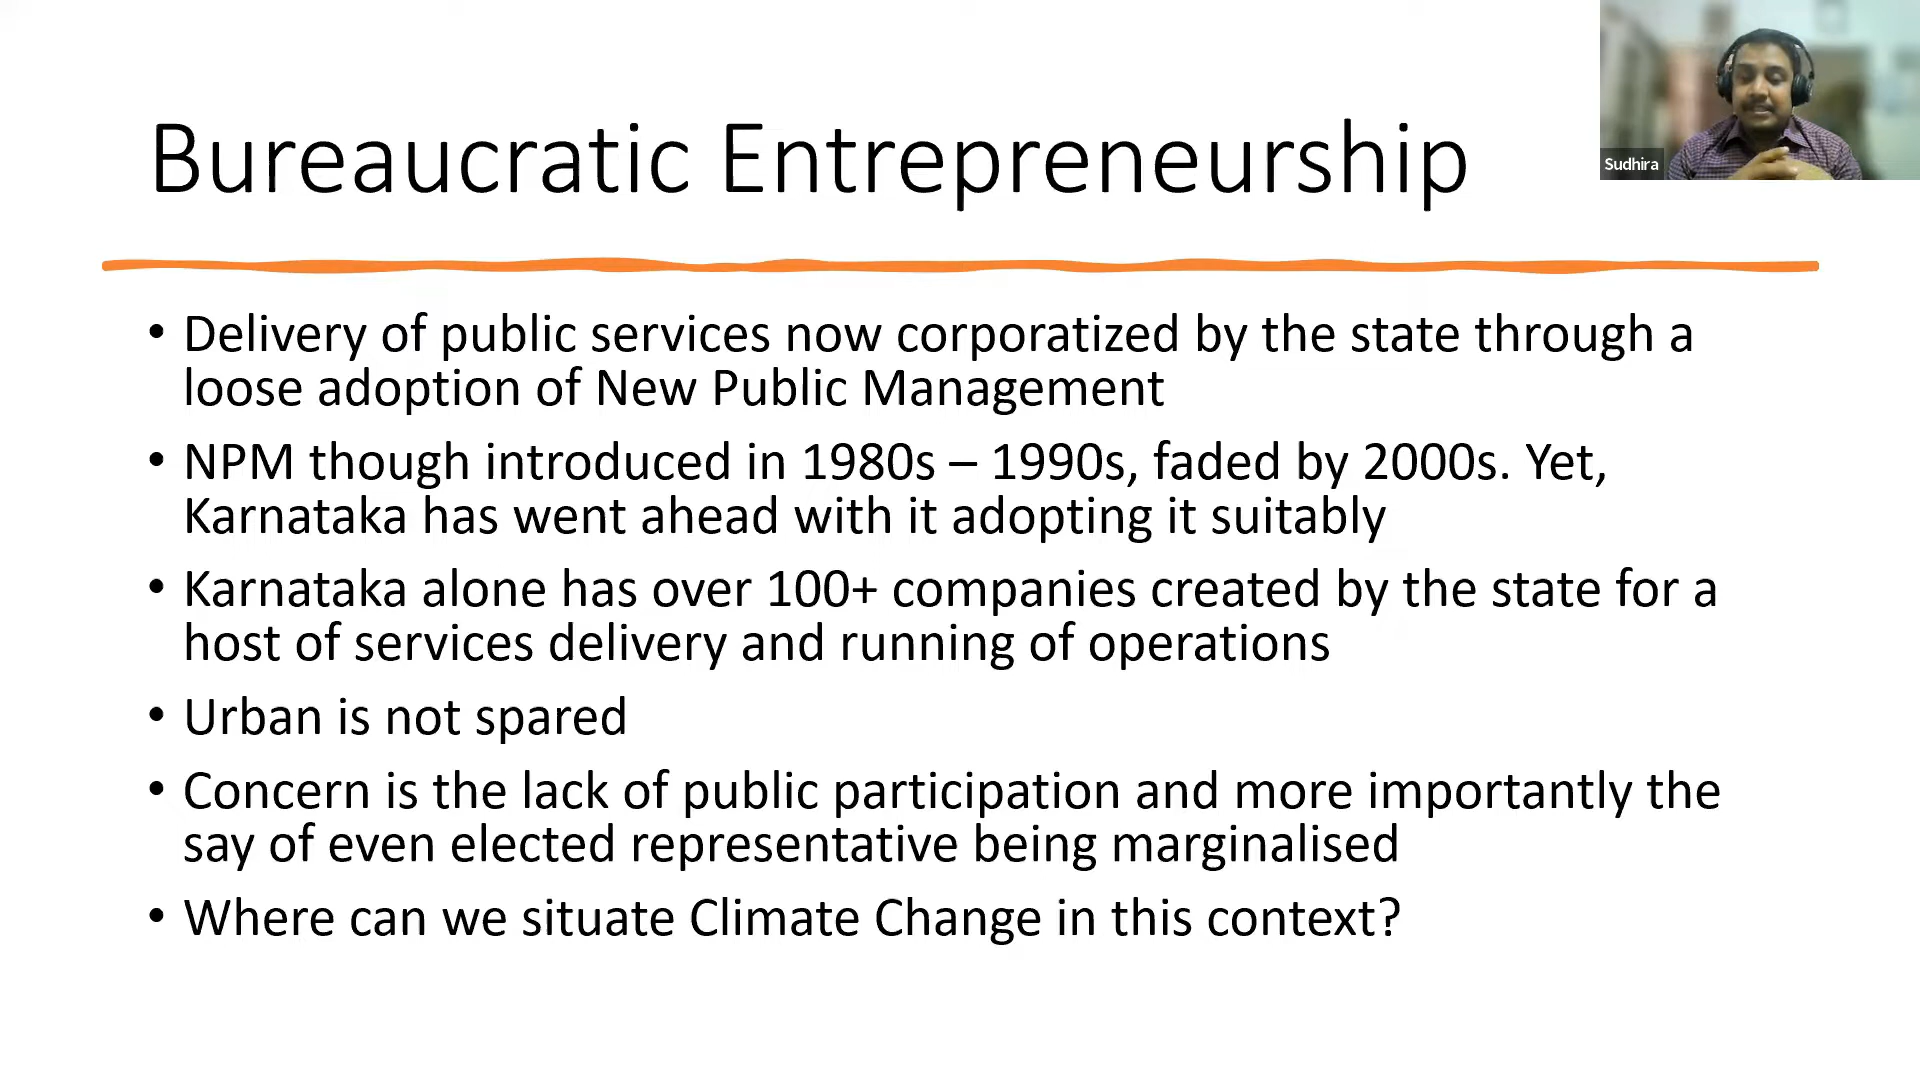 Bureaucratic Entrepreneurship
Sudhira
• Delivery of public services now corporatized by the state through a
loose adoption of New Public Management
• NPM though introduced in 1980s – 1990s, faded by 2000s. Yet,
Karnataka has went ahead with it adopting it suitably
• Karnataka alone has over 100+ companies created by the state for a
host of services delivery and running of operations
• Urban is not spared
• Concern is the lack of public participation and more importantly the
say of even elected representative being marginalised
• Where can we situate Climate Change in this context?